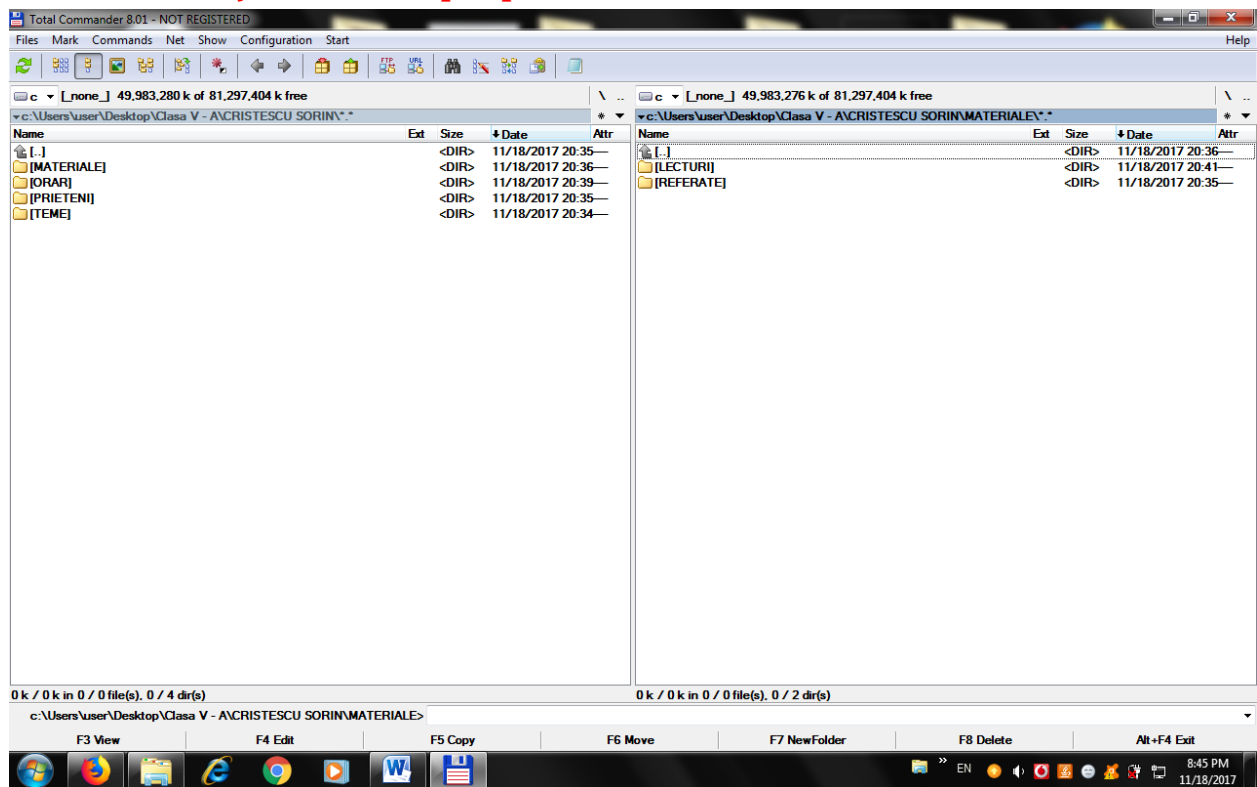 Total Commander 8.01 - NOT REGISTERED
Files Mark Commands Net Show Configuration Start Help
FTP URL
c [_none_] 49,983,280 k of 81,297,404 k free \ ..
c [_none_] 49,983,276 k of 81,297,404 k free \ ..
c:\Users\user\Desktop\Clasa V - A\CRISTESCU SORIN\*.* * 
c:\Users\user\Desktop\Clasa V - A\CRISTESCU SORIN\MATERIALE\*.* *
Name Ext Size Date Attr
[..] <DIR> 11/18/2017 20:35----
[MATERIALE] <DIR> 11/18/2017 20:36----
[ORAR] <DIR> 11/18/2017 20:39----
[PRIETENI] <DIR> 11/18/2017 20:35----
[TEME] <DIR> 11/18/2017 20:34----
0 k / 0 k in 0 / 0 file(s), 0 / 4 dir(s)
Name Ext Size Date Attr
[..] <DIR> 11/18/2017 20:36----
[LECTURI] <DIR> 11/18/2017 20:41----
[REFERATE] <DIR> 11/18/2017 20:35----
0 k / 0 k in 0 / 0 file(s), 0 / 2 dir(s)
c:\Users\user\Desktop\Clasa V - A\CRISTESCU SORIN\MATERIALE>
F3 View F4 Edit F5 Copy F6 Move F7 NewFolder F8 Delete Alt+F4 Exit
W EN 8:45 PM
11/18/2017